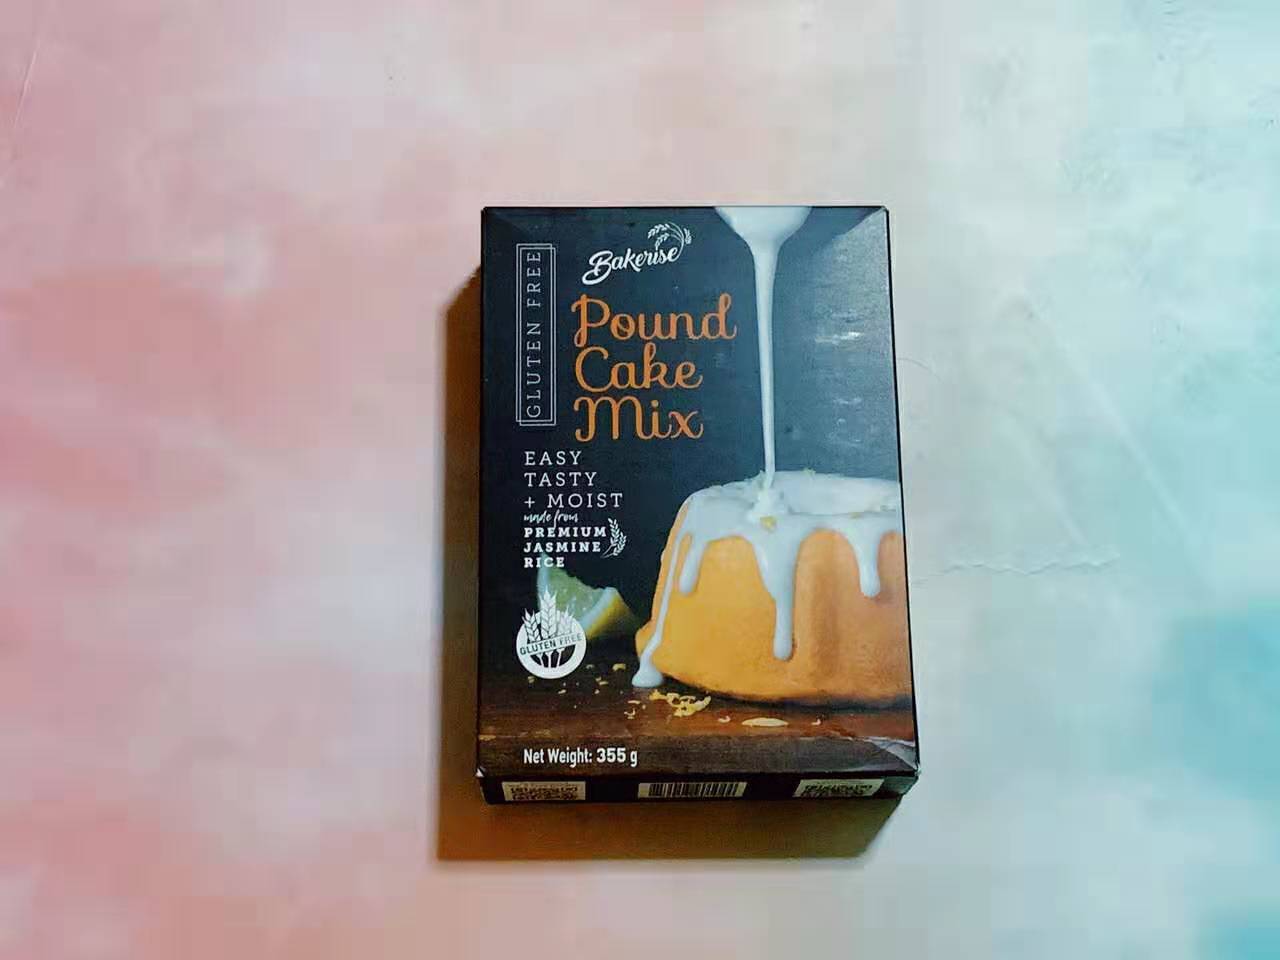 Bakerise
GLUTEN FREE
Pound
Cake
Mix
EASY
TASTY
+ MOIST
made from
PREMIUM
JASMINE
RICE
GLUTEN FREE
Net Weight: 355 g